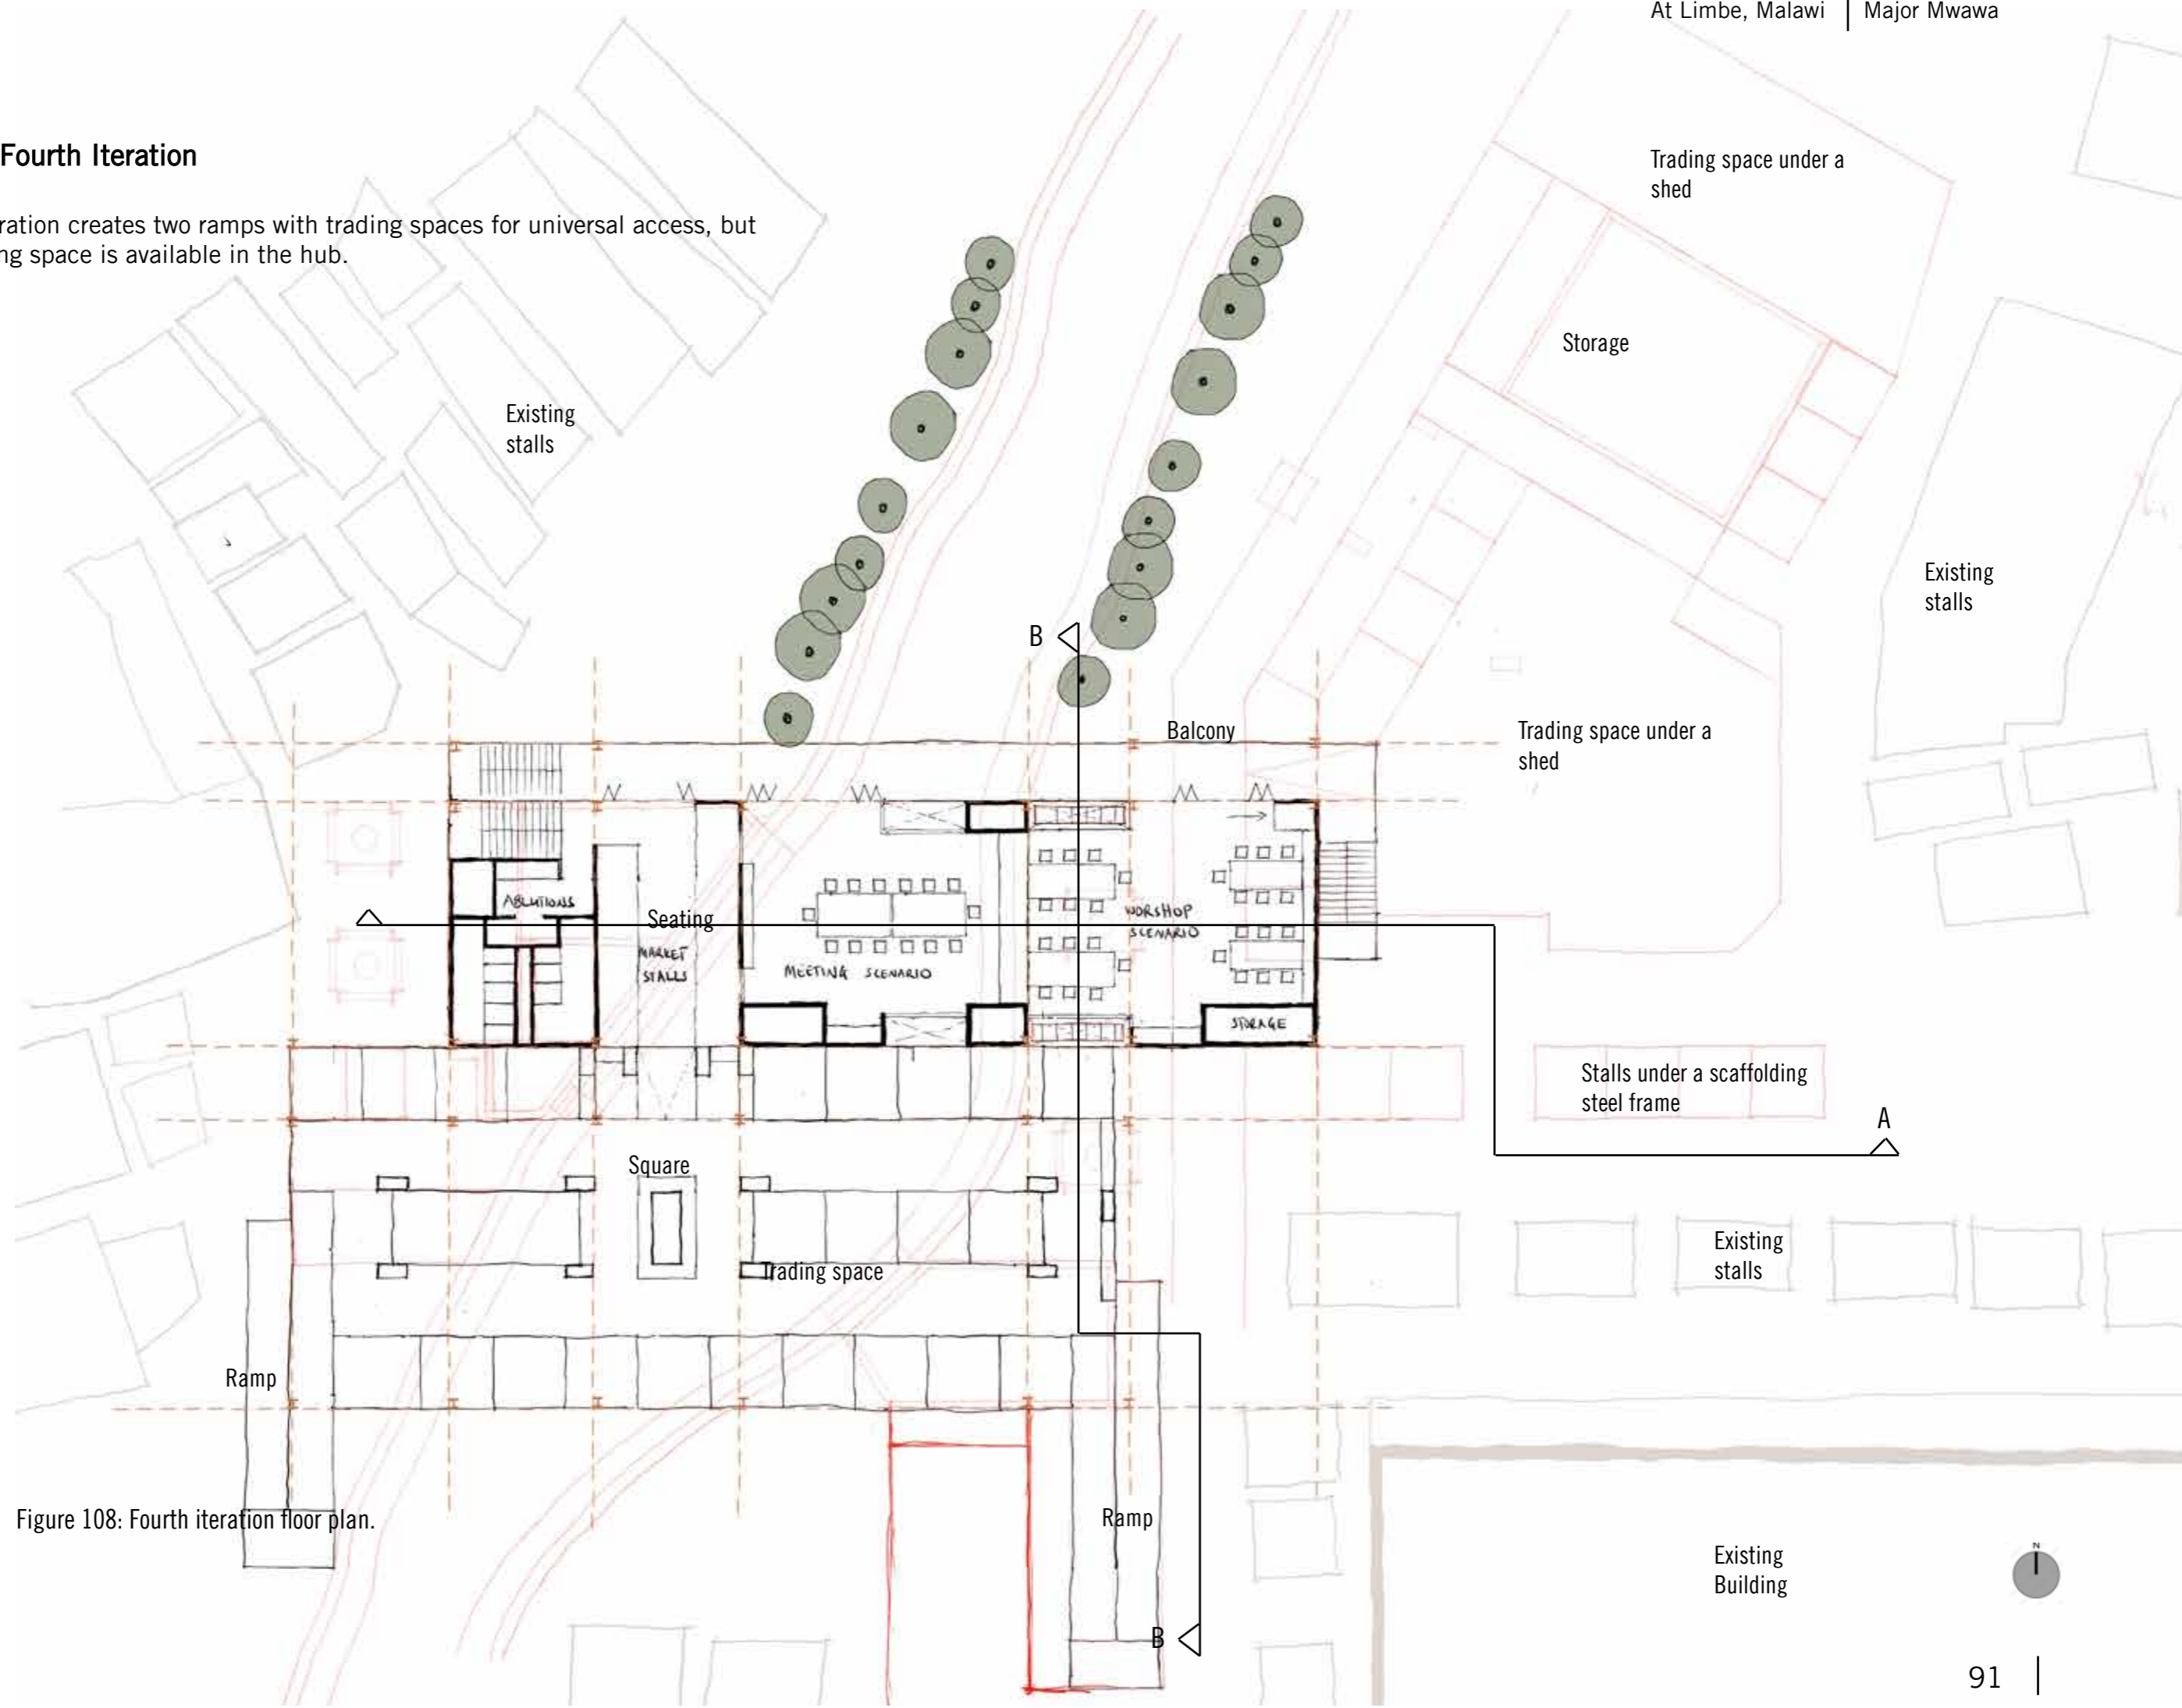 At Limbe, Malawi | Major Mwawa
Fourth Iteration
ration creates two ramps with trading spaces for universal access, but
ng space is available in the hub.
Trading space under a
shed
Storage
Existing
stalls
Existing
stalls
B
Balcony
Trading space under a
shed
ABLUTIONS
Seating
MARKET
STALLS
MEETING SCENARIO
WORSHOP
SCENARIO
STORAGE
Stalls under a scaffolding
steel frame
A
Square
Trading space
Existing
stalls
Ramp
Figure 108: Fourth iteration floor plan.
Ramp
Existing
Building
N
B
91 |